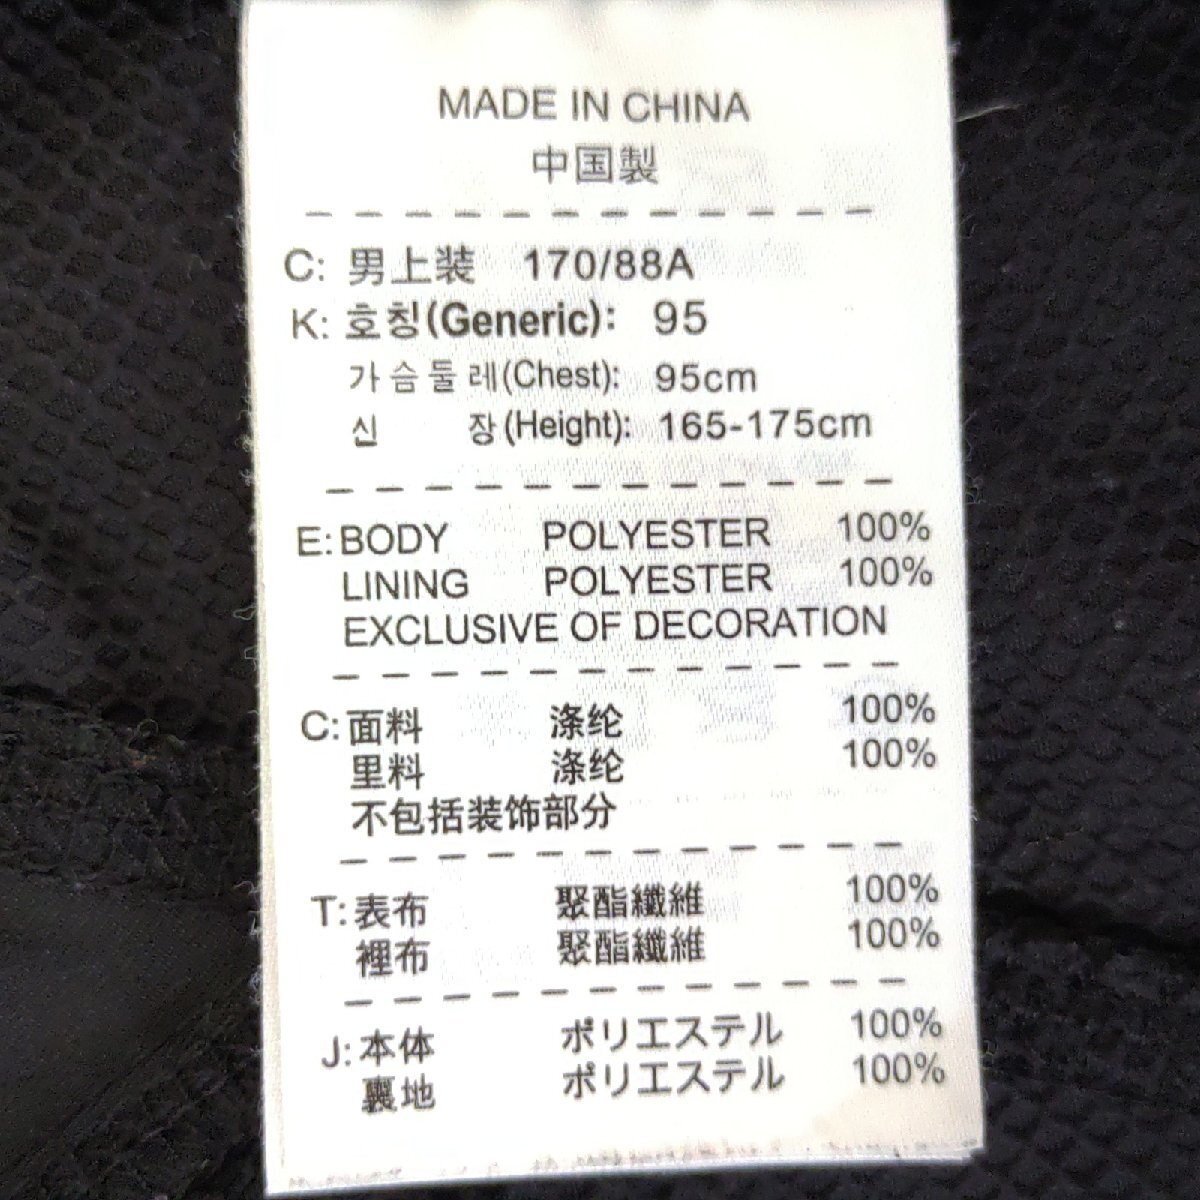 MADE IN CHINA
中国製
C: 男上装 170/88A
K: 호칭(Generic): 95
가슴둘레(Chest): 95cm
신 장(Height): 165-175cm
E: BODY POLYESTER 100%
LINING POLYESTER 100%
EXCLUSIVE OF DECORATION
C: 面料 涤纶 100%
里料 涤纶 100%
不包括装饰部分
T: 表布 聚酯纖維 100%
裡布 聚酯纖維 100%
J: 本体 ポリエステル 100%
裏地 ポリエステル 100%